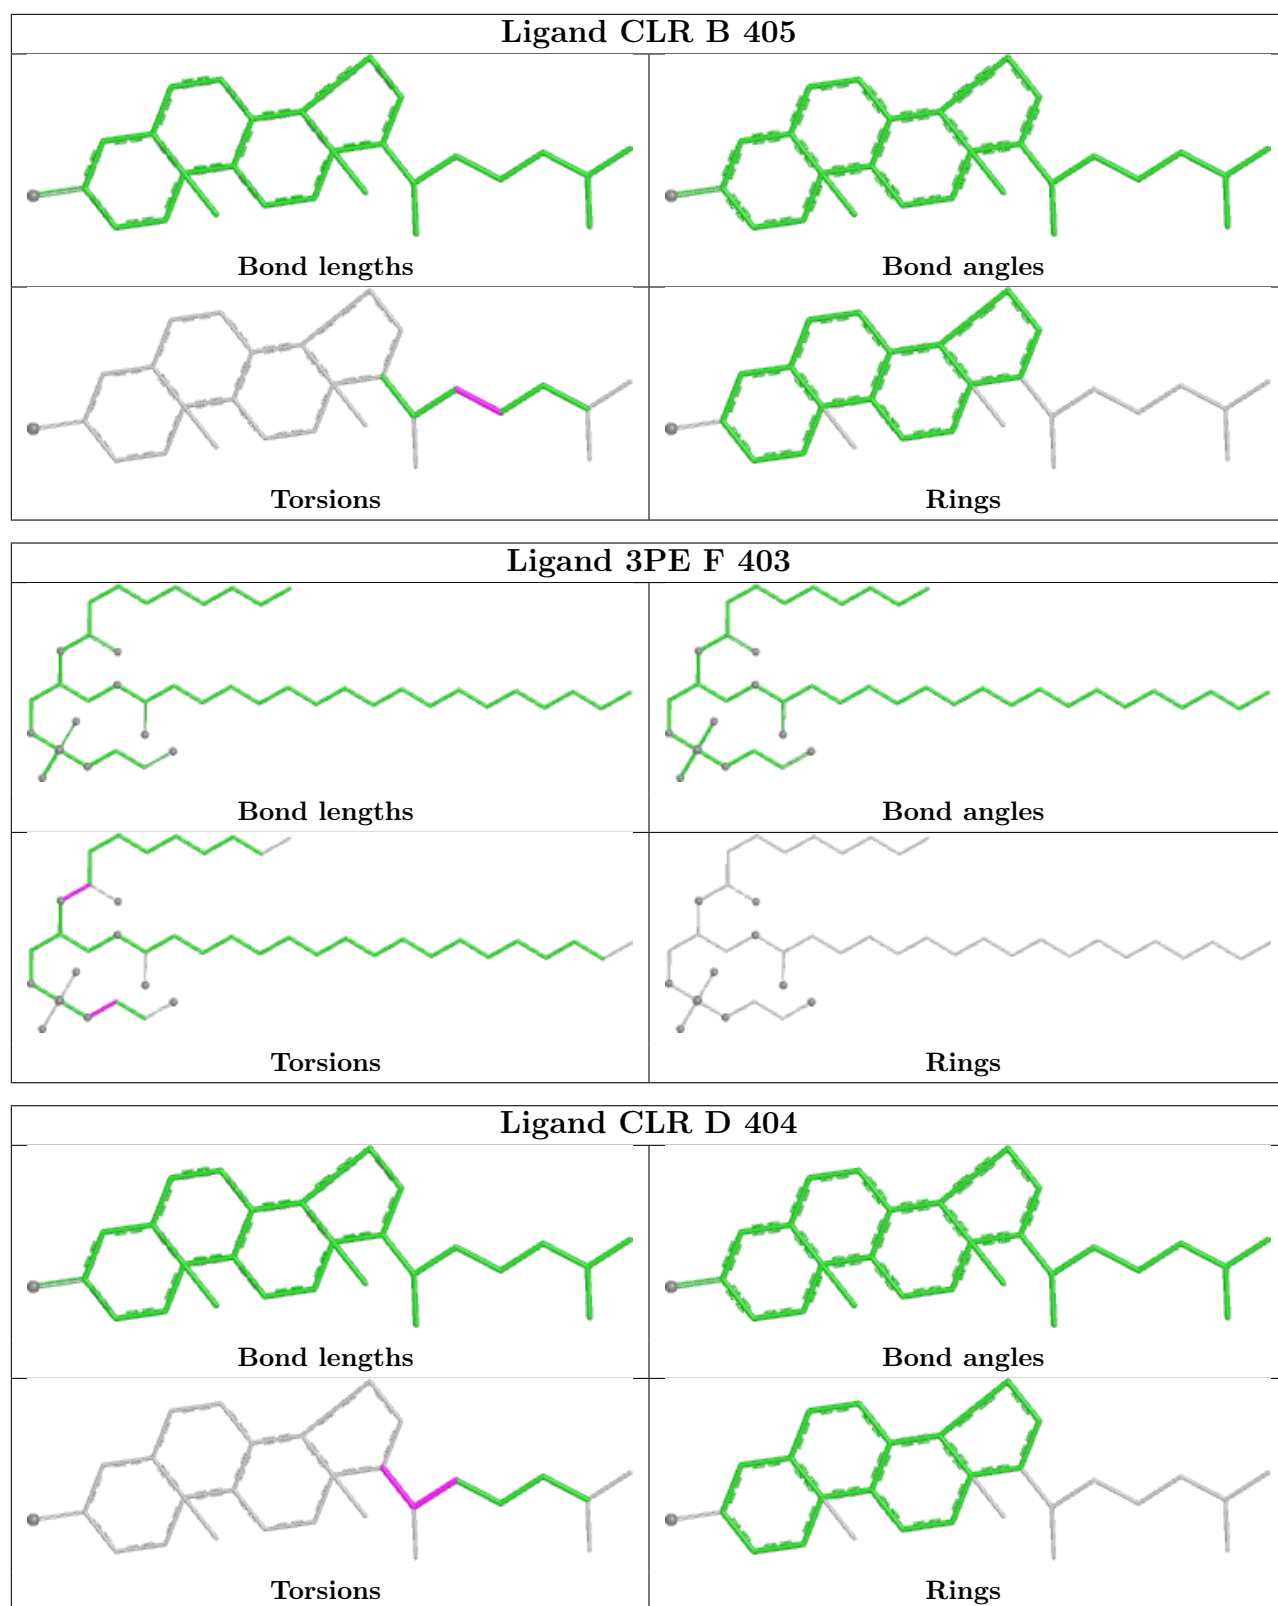 Ligand CLR B 405
Bond lengths
Bond angles
Torsions
Rings
Ligand 3PE F 403
Bond lengths
Bond angles
Torsions
Rings
Ligand CLR D 404
Bond lengths
Bond angles
Torsions
Rings